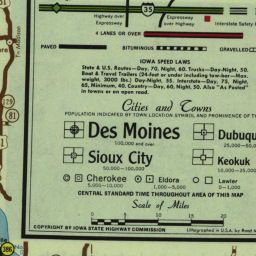 35
Highway over
Expressway
Expressway
over Highway
Interstate Safety
4 LANES OR OVER
PAVED
BITUMINOUS
GRAVELLED
IOWA SPEED LAWS
State & U.S. Routes—Day, 70, Night, 60. Trucks—Day-Night, 50.
Boat & Travel Trailers (24-feet or under including tow-bar—Max.
weight, 3000 lbs.) Day-Night, 55. Interstate—Day, 75, Night,
65, Minimum, 40. County—Day, 60, Night, 50. Also "As Posted"
in towns or on open road.
Cities and Towns
POPULATION INDICATED BY TOWN LOCATION SYMBOL AND PROMINENCE OF
Des Moines
100,000 and over
Dubuqu
25,000—50,
Sioux City
50,000—100,000
Keokuk
10,000—25,00
Cherokee
5,000—10,000
Eldora
1,000—5,000
Lawler
0—1,000
CENTRAL STANDARD TIME THROUGHOUT AREA OF THIS MAP
Scale of Miles
0 5 10 15 20
COPYRIGHT BY IOWA STATE HIGHWAY COMMISSION
Lithographed in U.S.A. by
129
81
386